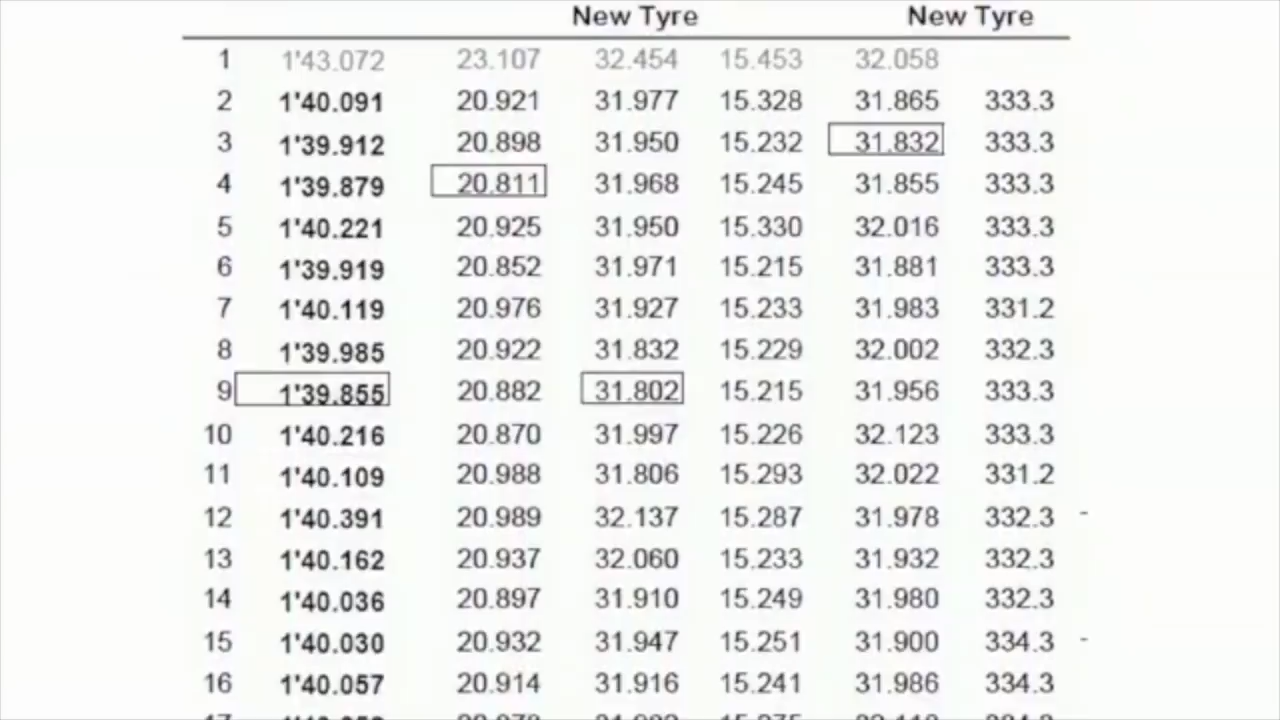 New Tyre New Tyre
1 1'43.072 23.107 32.454 15.453 32.058
2 1'40.091 20.921 31.977 15.328 31.865 333.3
3 1'39.912 20.898 31.950 15.232 31.832 333.3
4 1'39.879 20.811 31.968 15.245 31.855 333.3
5 1'40.221 20.925 31.950 15.330 32.016 333.3
6 1'39.919 20.852 31.971 15.215 31.881 333.3
7 1'40.119 20.976 31.927 15.233 31.983 331.2
8 1'39.985 20.922 31.832 15.229 32.002 332.3
9 1'39.855 20.882 31.802 15.215 31.956 333.3
10 1'40.216 20.870 31.997 15.226 32.123 333.3
11 1'40.109 20.988 31.806 15.293 32.022 331.2
12 1'40.391 20.989 32.137 15.287 31.978 332.3 -
13 1'40.162 20.937 32.060 15.233 31.932 332.3
14 1'40.036 20.897 31.910 15.249 31.980 332.3
15 1'40.030 20.932 31.947 15.251 31.900 334.3 -
16 1'40.057 20.914 31.916 15.241 31.986 334.3